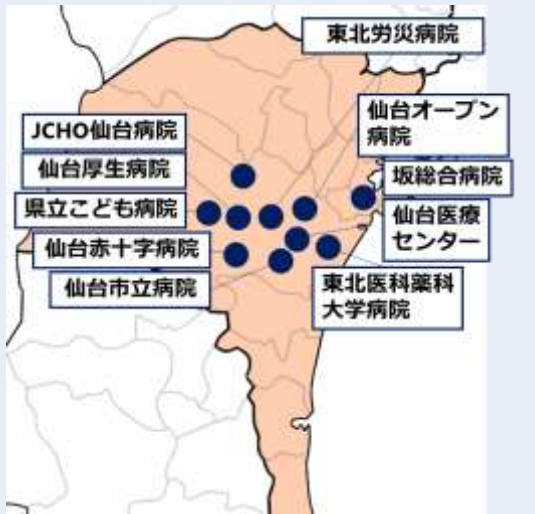 東北労災病院
JCHO仙台病院
仙台厚生病院
県立こども病院
仙台赤十字病院
仙台市立病院
仙台オープン
病院
坂総合病院
仙台医療
センター
東北医科薬科
大学病院